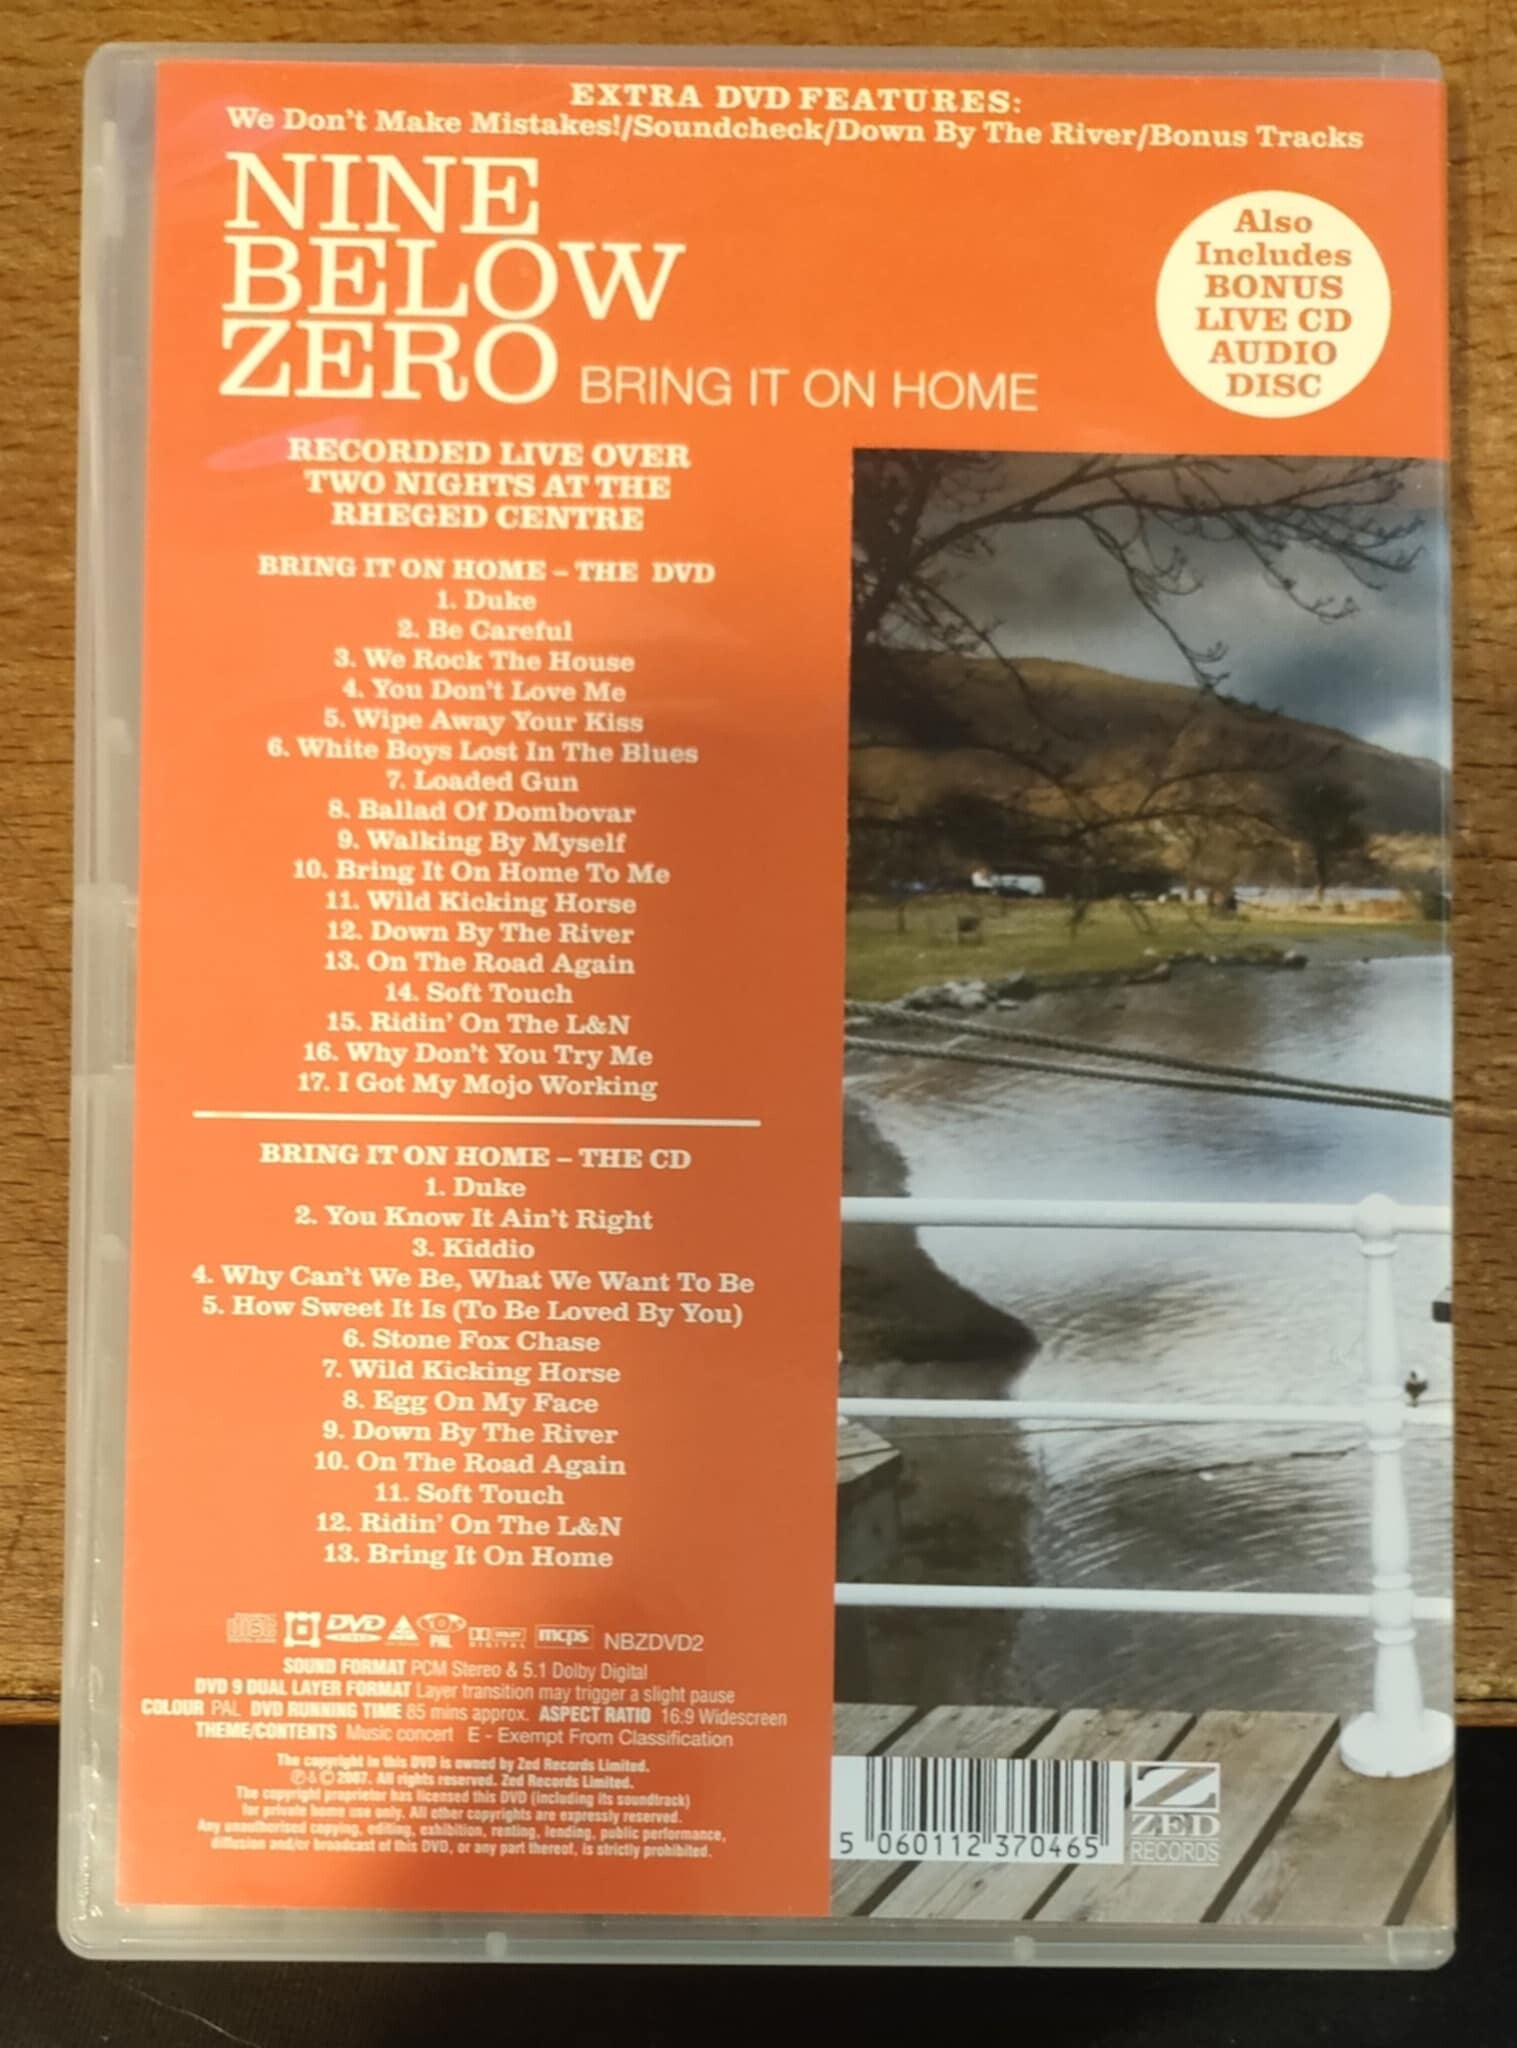 EXTRA DVD FEATURES:
We Don't Make Mistakes!/Soundcheck/Down By The River/Bonus Tracks
NINE
BELOW
ZERO BRING IT ON HOME
Also
Includes
BONUS
LIVE CD
AUDIO
DISC
RECORDED LIVE OVER
TWO NIGHTS AT THE
RHEGED CENTRE
BRING IT ON HOME – THE DVD
1. Duke
2. Be Careful
3. We Rock The House
4. You Don't Love Me
5. Wipe Away Your Kiss
6. White Boys Lost In The Blues
7. Loaded Gun
8. Ballad Of Dombovar
9. Walking By Myself
10. Bring It On Home To Me
11. Wild Kicking Horse
12. Down By The River
13. On The Road Again
14. Soft Touch
15. Ridin' On The L&N
16. Why Don't You Try Me
17. I Got My Mojo Working
BRING IT ON HOME – THE CD
1. Duke
2. You Know It Ain't Right
3. Kiddio
4. Why Can't We Be, What We Want To Be
5. How Sweet It Is (To Be Loved By You)
6. Stone Fox Chase
7. Wild Kicking Horse
8. Egg On My Face
9. Down By The River
10. On The Road Again
11. Soft Touch
12. Ridin' On The L&N
13. Bring It On Home
disc DVD VIDEO PAL DOLBY DIGITAL mcps NBZDVD2
SOUND FORMAT PCM Stereo & 5.1 Dolby Digital
DVD 9 DUAL LAYER FORMAT Layer transition may trigger a slight pause
COLOUR PAL DVD RUNNING TIME 85 mins approx. ASPECT RATIO 16:9 Widescreen
THEME/CONTENTS Music concert E - Exempt From Classification
The copyright in this DVD is owned by Zed Records Limited.
℗ & © 2007. All rights reserved. Zed Records Limited.
The copyright proprietor has licensed this DVD (including its soundtrack)
for private home use only. All other copyrights are expressly reserved.
Any unauthorised copying, editing, exhibition, renting, lending, public performance,
diffusion and/or broadcast of this DVD, or any part thereof, is strictly prohibited.
5 060112 370465
Z
ZED
RECORDS